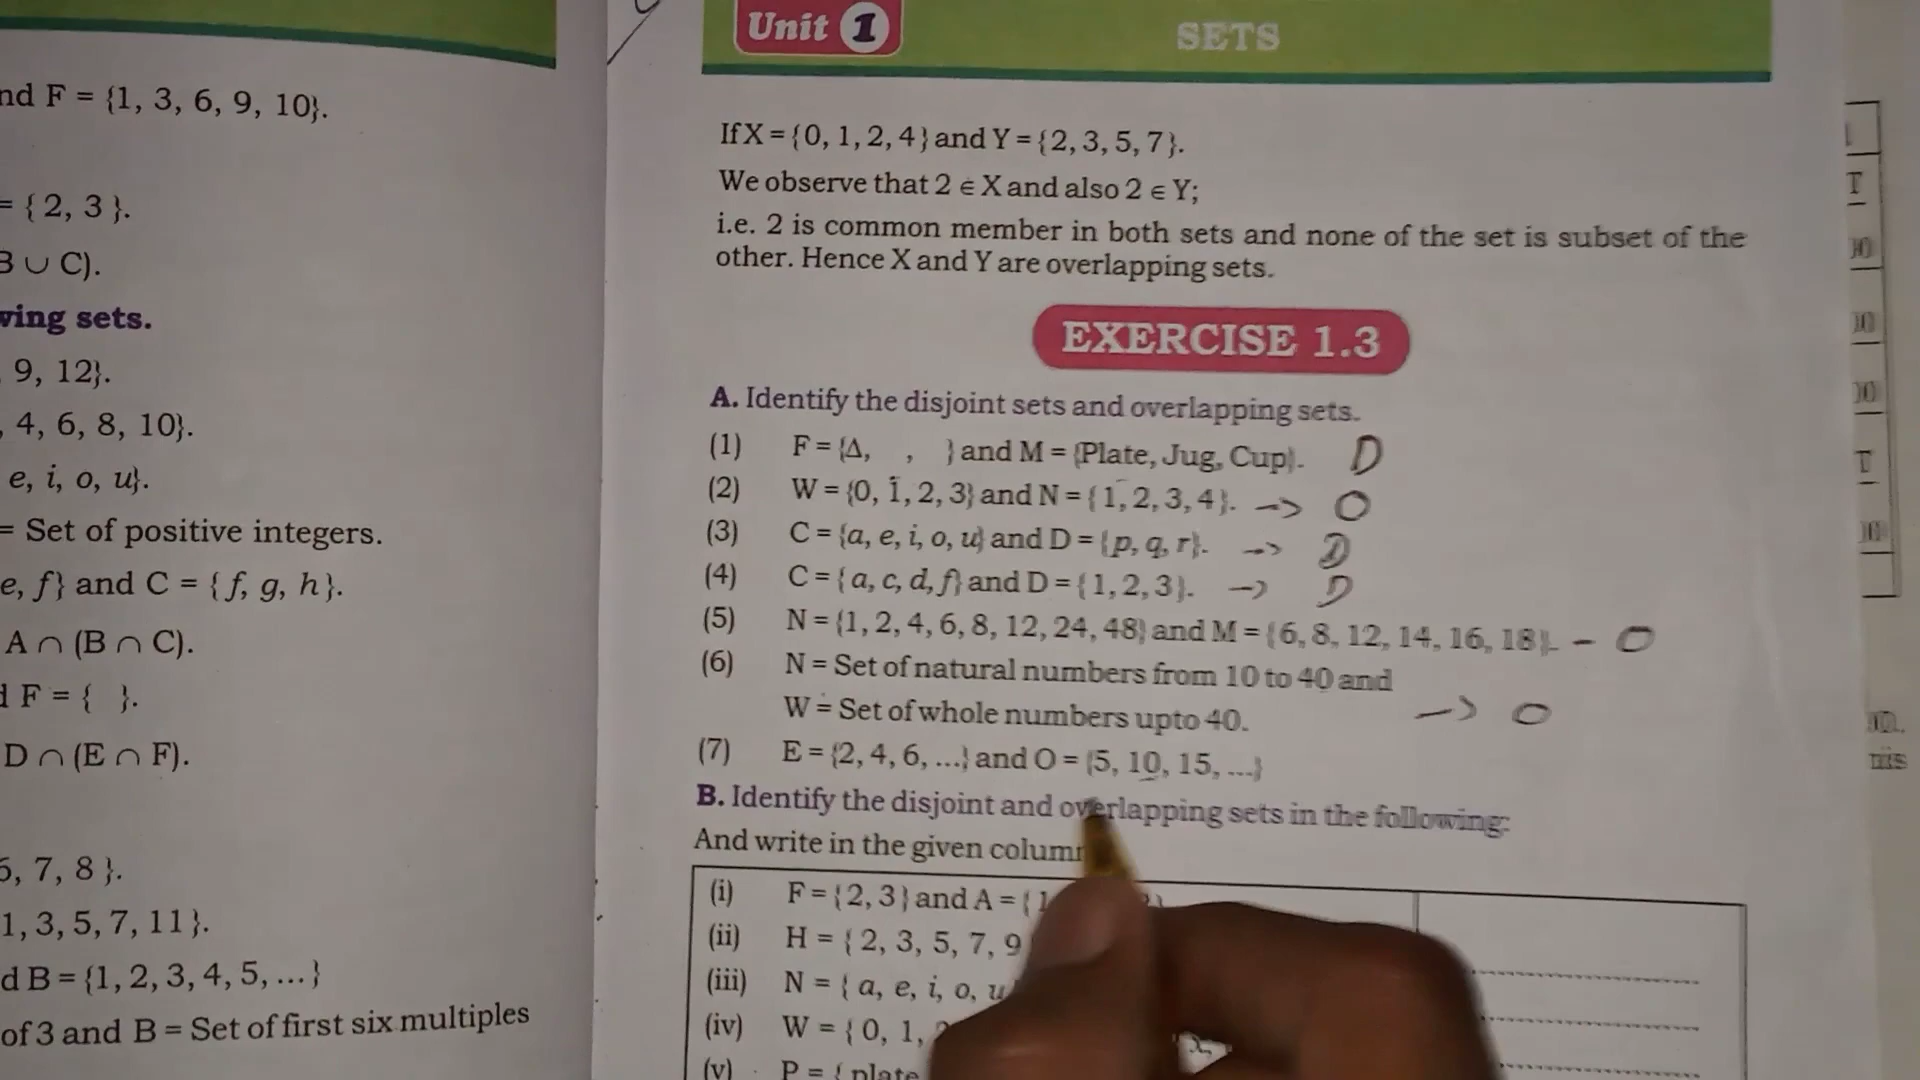 nd F = {1, 3, 6, 9, 10}.
= { 2, 3 }.
B ∪ C).
wing sets.
9, 12}.
, 4, 6, 8, 10}.
e, i, o, u}.
= Set of positive integers.
e, f} and C = { f, g, h }.
A ∩ (B ∩ C).
F = {  }.
D ∩ (E ∩ F).
6, 7, 8 }.
1, 3, 5, 7, 11 }.
d B = {1, 2, 3, 4, 5, ... }
of 3 and B = Set of first six multiples
Unit 1
SETS
If X = {0, 1, 2, 4 } and Y = {2, 3, 5, 7 }.
We observe that 2 ∈ X and also 2 ∈ Y;
i.e. 2 is common member in both sets and none of the set is subset of the
other. Hence X and Y are overlapping sets.
EXERCISE 1.3
A. Identify the disjoint sets and overlapping sets.
(1) F = {Δ, , } and M = {Plate, Jug, Cup}. D
(2) W = {0, 1, 2, 3} and N = { 1, 2, 3, 4 }. -> O
(3) C = {a, e, i, o, u} and D = {p, q, r}. -> D
(4) C = { a, c, d, f} and D = { 1, 2, 3 }. -> D
(5) N = {1, 2, 4, 6, 8, 12, 24, 48} and M = {6, 8, 12, 14, 16, 18}. - O
(6) N = Set of natural numbers from 10 to 40 and
W = Set of whole numbers upto 40. -> O
(7) E = {2, 4, 6, ...} and O = {5, 10, 15, ...}
B. Identify the disjoint and overlapping sets in the following:
And write in the given colum
(i) F = { 2, 3 } and A = { 1
(ii) H = { 2, 3, 5, 7, 9
(iii) N = { a, e, i, o, u
(iv) W = { 0, 1,
(v) P = { plate